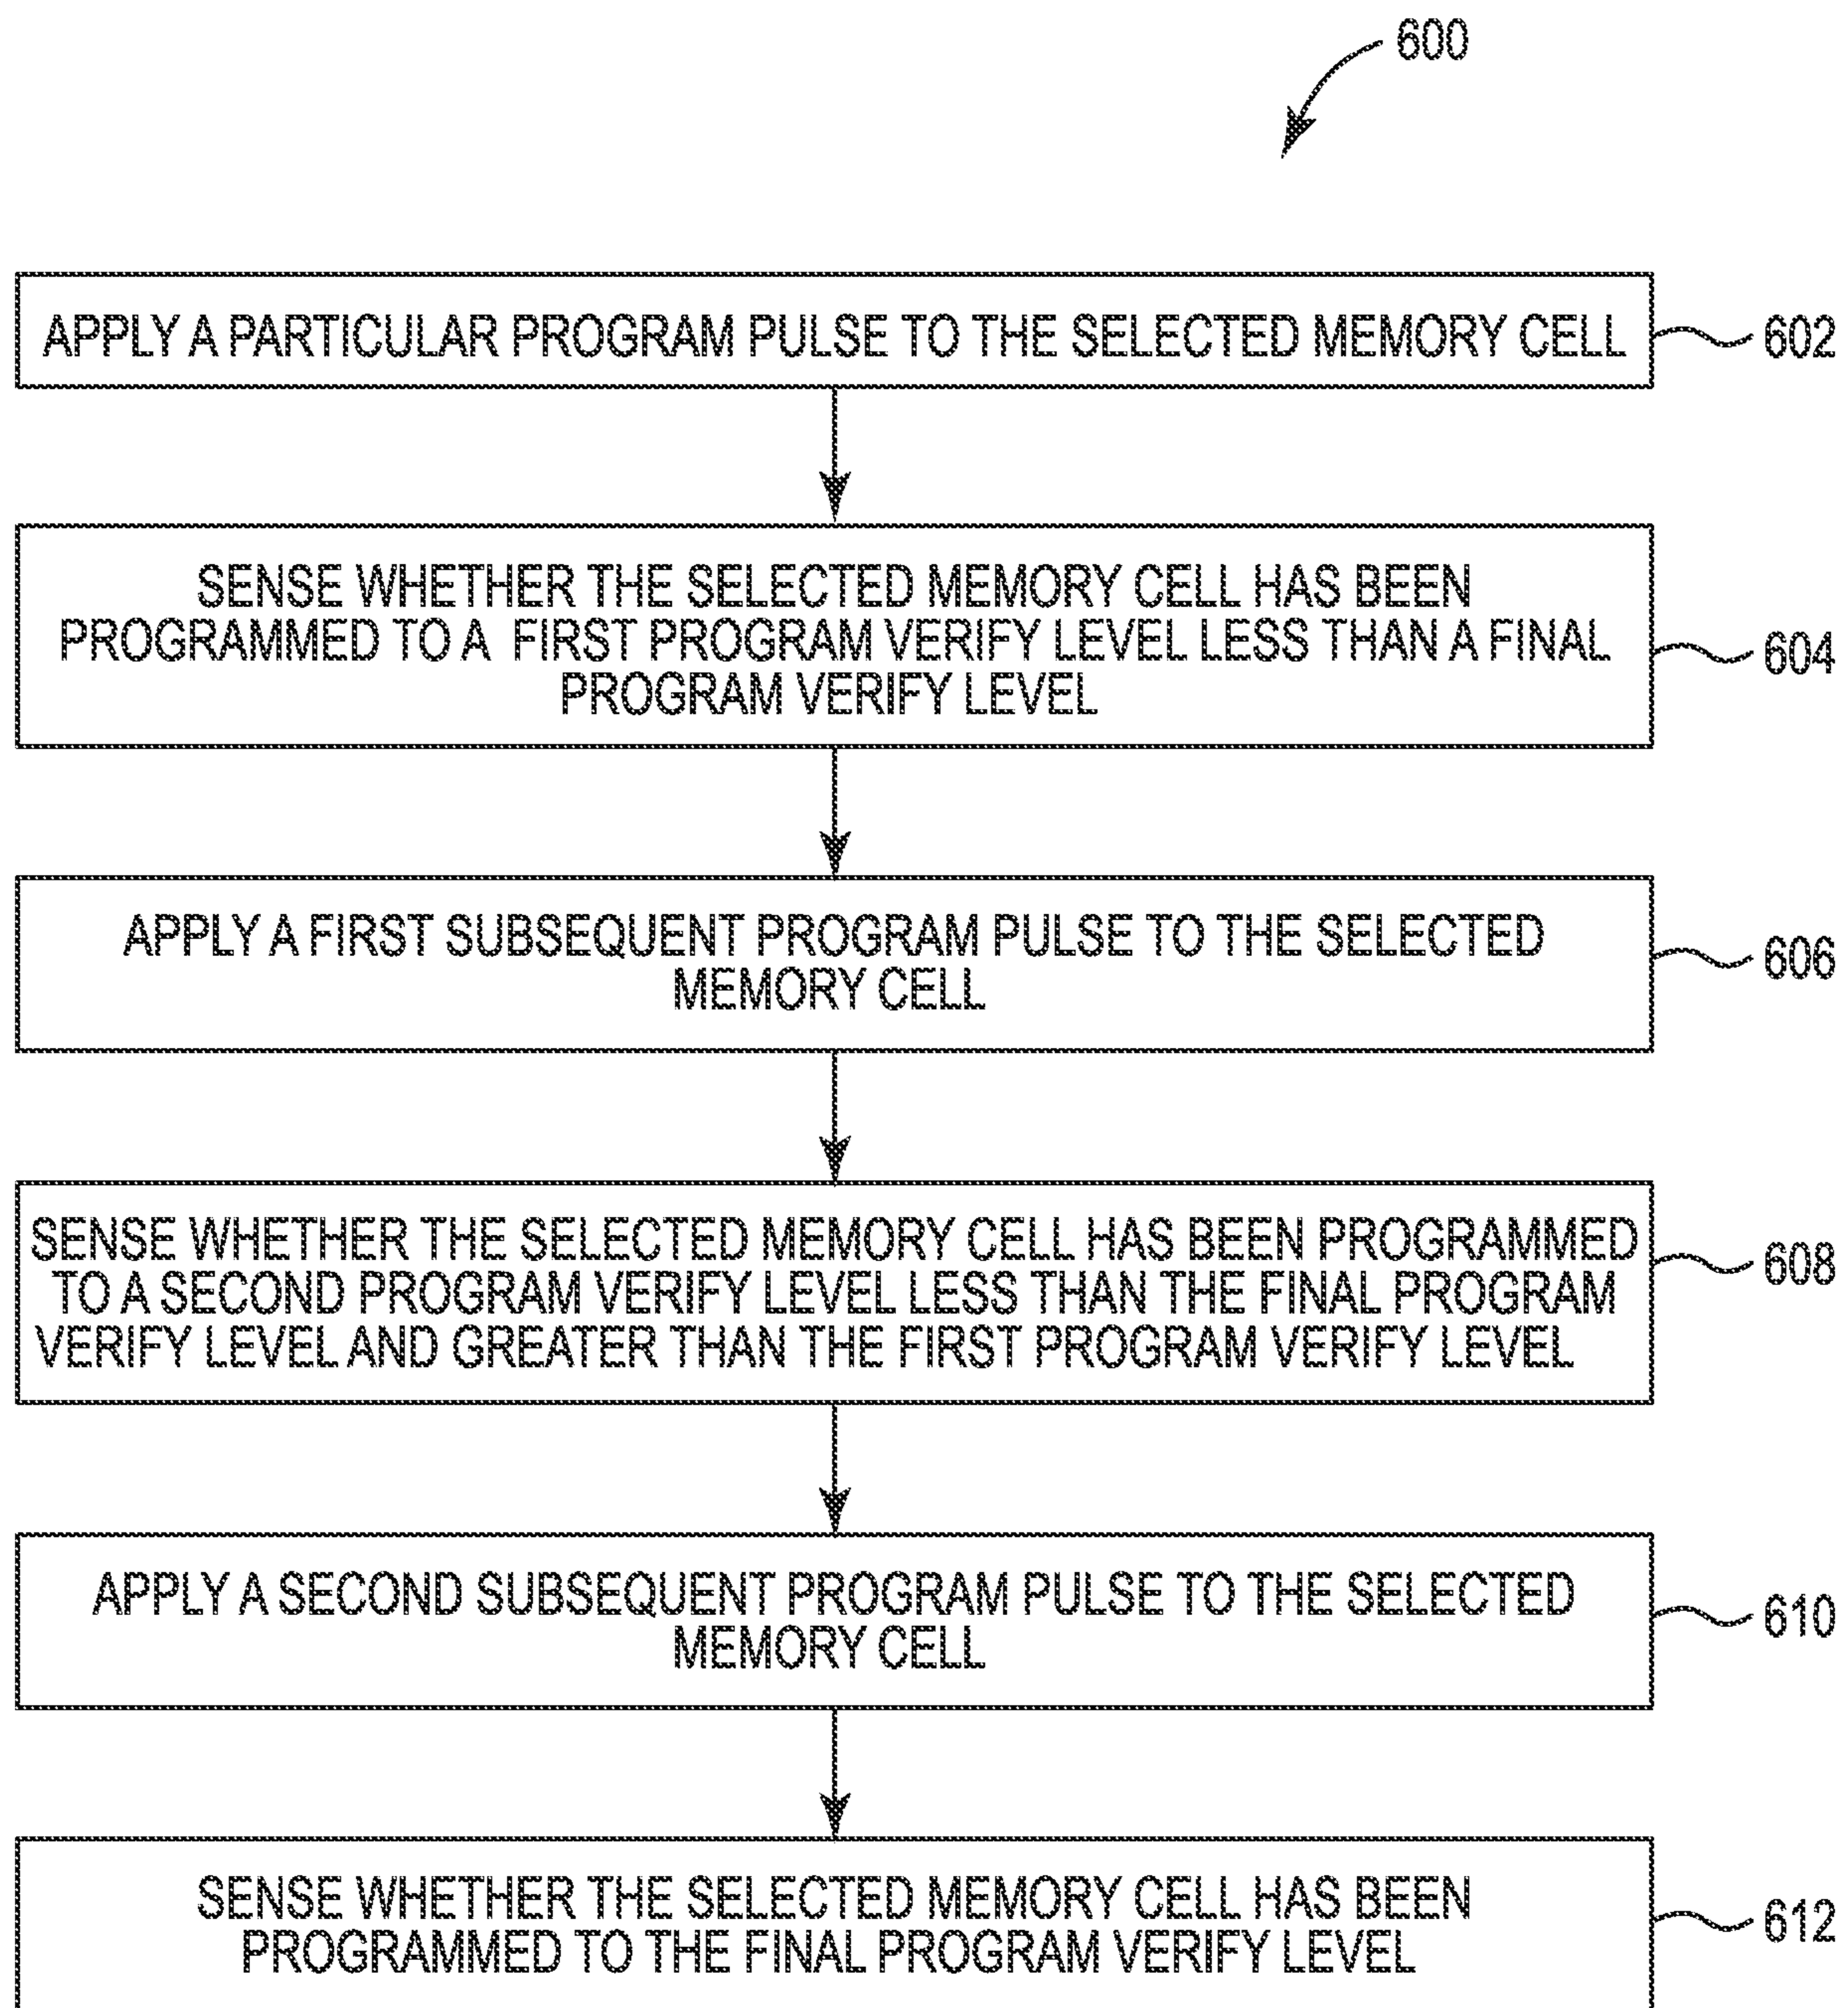 600
APPLY A PARTICULAR PROGRAM PULSE TO THE SELECTED MEMORY CELL
602
SENSE WHETHER THE SELECTED MEMORY CELL HAS BEEN
PROGRAMMED TO A FIRST PROGRAM VERIFY LEVEL LESS THAN A FINAL
PROGRAM VERIFY LEVEL
604
APPLY A FIRST SUBSEQUENT PROGRAM PULSE TO THE SELECTED
MEMORY CELL
606
SENSE WHETHER THE SELECTED MEMORY CELL HAS BEEN PROGRAMMED
TO A SECOND PROGRAM VERIFY LEVEL LESS THAN THE FINAL PROGRAM
VERIFY LEVEL AND GREATER THAN THE FIRST PROGRAM VERIFY LEVEL
608
APPLY A SECOND SUBSEQUENT PROGRAM PULSE TO THE SELECTED
MEMORY CELL
610
SENSE WHETHER THE SELECTED MEMORY CELL HAS BEEN
PROGRAMMED TO THE FINAL PROGRAM VERIFY LEVEL
612